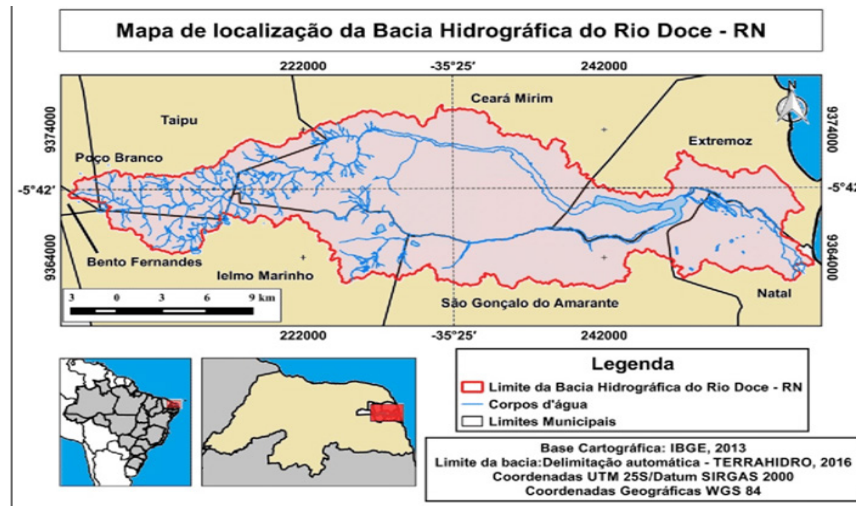 Mapa de localização da Bacia Hidrográfica do Rio Doce - RN
222000 -35°25' 242000
Ceará Mirim
Taipu
9374000
9374000
Extremoz
Poço Branco
-5°42'
-5°42'
9364000
9364000
Bento Fernandes
Ielmo Marinho
Natal
São Gonçalo do Amarante
3 0 3 6 9 km
222000 -35°25' 242000
Legenda
Limite da Bacia Hidrográfica do Rio Doce - RN
Corpos d'água
Limites Municipais
Base Cartográfica: IBGE, 2013
Limite da bacia:Delimitação automática - TERRAHIDRO, 2016
Coordenadas UTM 25S/Datum SIRGAS 2000
Coordenadas Geográficas WGS 84